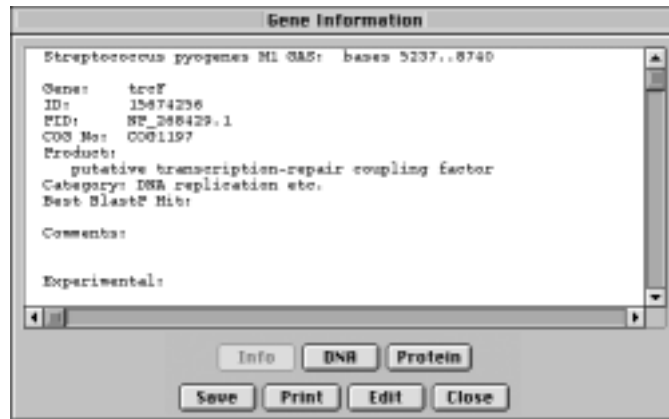 Gene Information
Streptococcus pyogenes M1 GAS: bases 5237..8740
Gene: trcF
ID: 15674256
PID: NP_268429.1
COG No: COG1197
Product:
putative transcription-repair coupling factor
Category: DNA replication etc.
Best BlastP Hit:
Comments:
Experimental:
Info DNA Protein
Save Print Edit Close